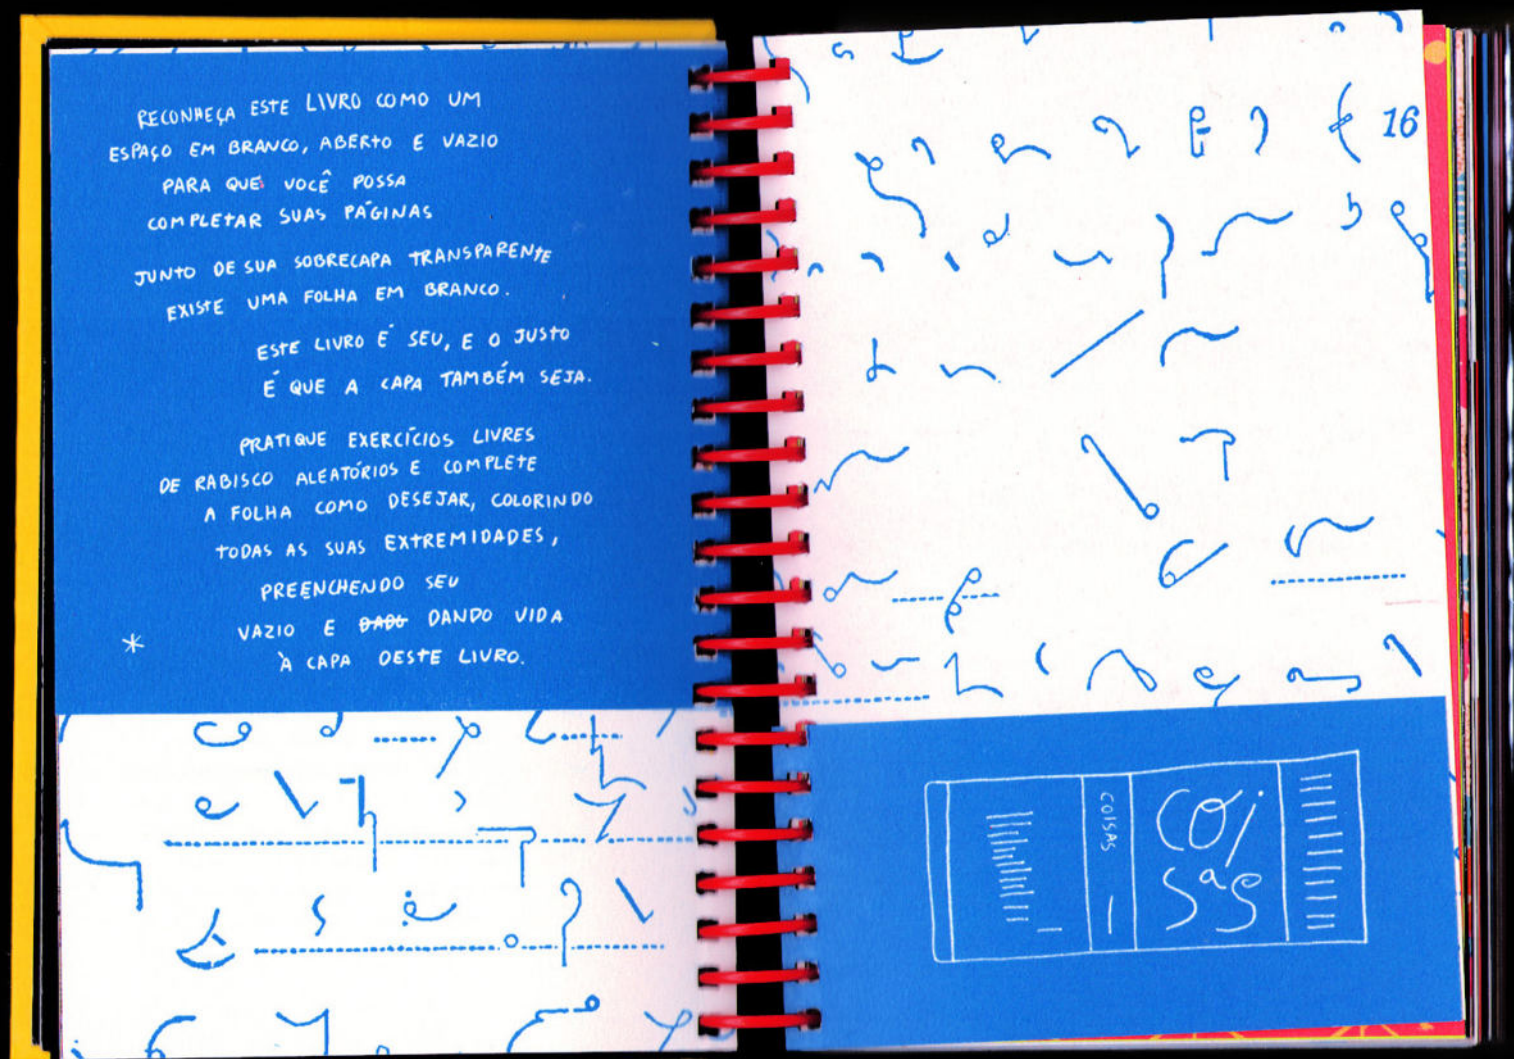 RECONHEÇA ESTE LIVRO COMO UM
ESPAÇO EM BRANCO, ABERTO E VAZIO
PARA QUE VOCÊ POSSA
COMPLETAR SUAS PÁGINAS
JUNTO DE SUA SOBRECAPA TRANSPARENTE
EXISTE UMA FOLHA EM BRANCO.
ESTE LIVRO É SEU, E O JUSTO
É QUE A CAPA TAMBÉM SEJA.
PRATIQUE EXERCÍCIOS LIVRES
DE RABISCO ALEATÓRIOS E COMPLETE
A FOLHA COMO DESEJAR, COLORINDO
TODAS AS SUAS EXTREMIDADES,
PREENCHENDO SEU
VAZIO E DADO DANDO VIDA
* À CAPA DESTE LIVRO.
16
COISAS
COi
SaS